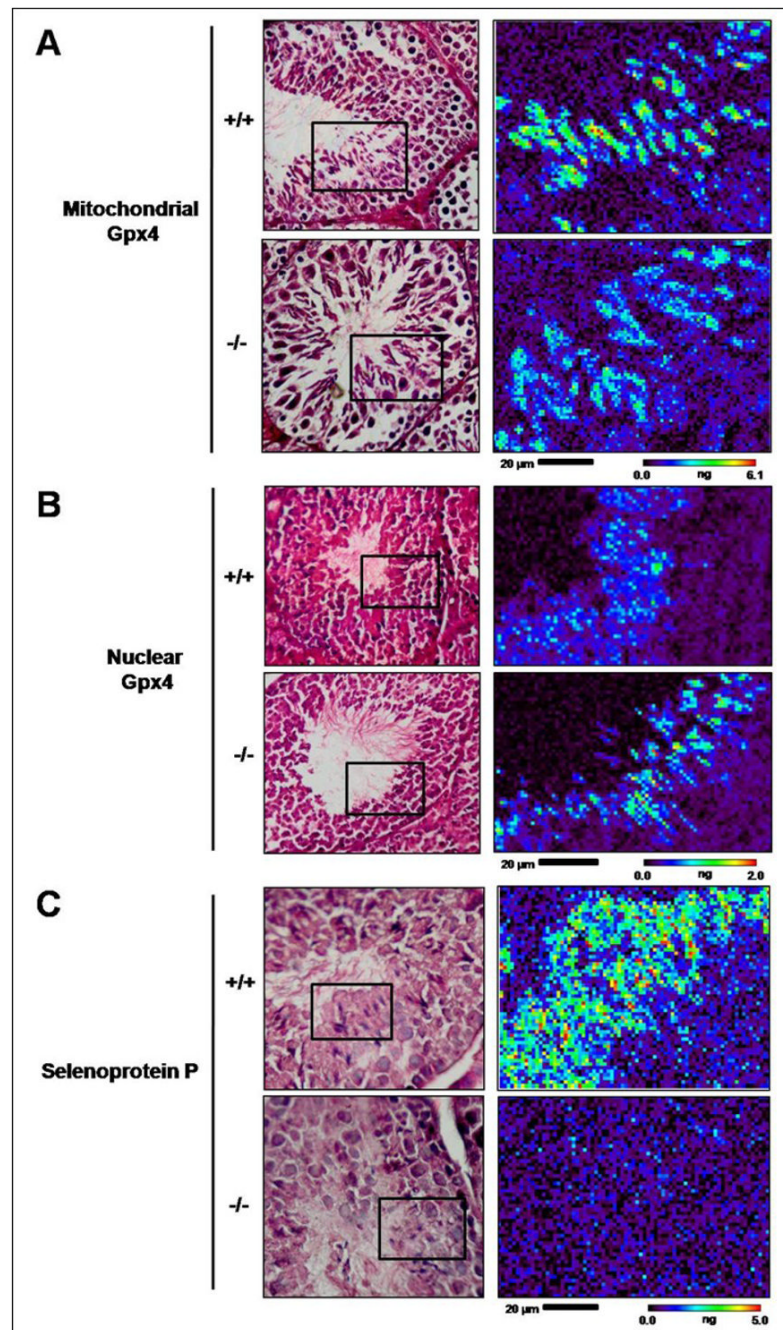 A
+/+
Mitochondrial
Gpx4
-/-
20 µm
0.0
ng
6.1
B
+/+
Nuclear
Gpx4
-/-
20 µm
0.0
ng
2.0
C
+/+
Selenoprotein P
-/-
20 µm
0.0
ng
5.0